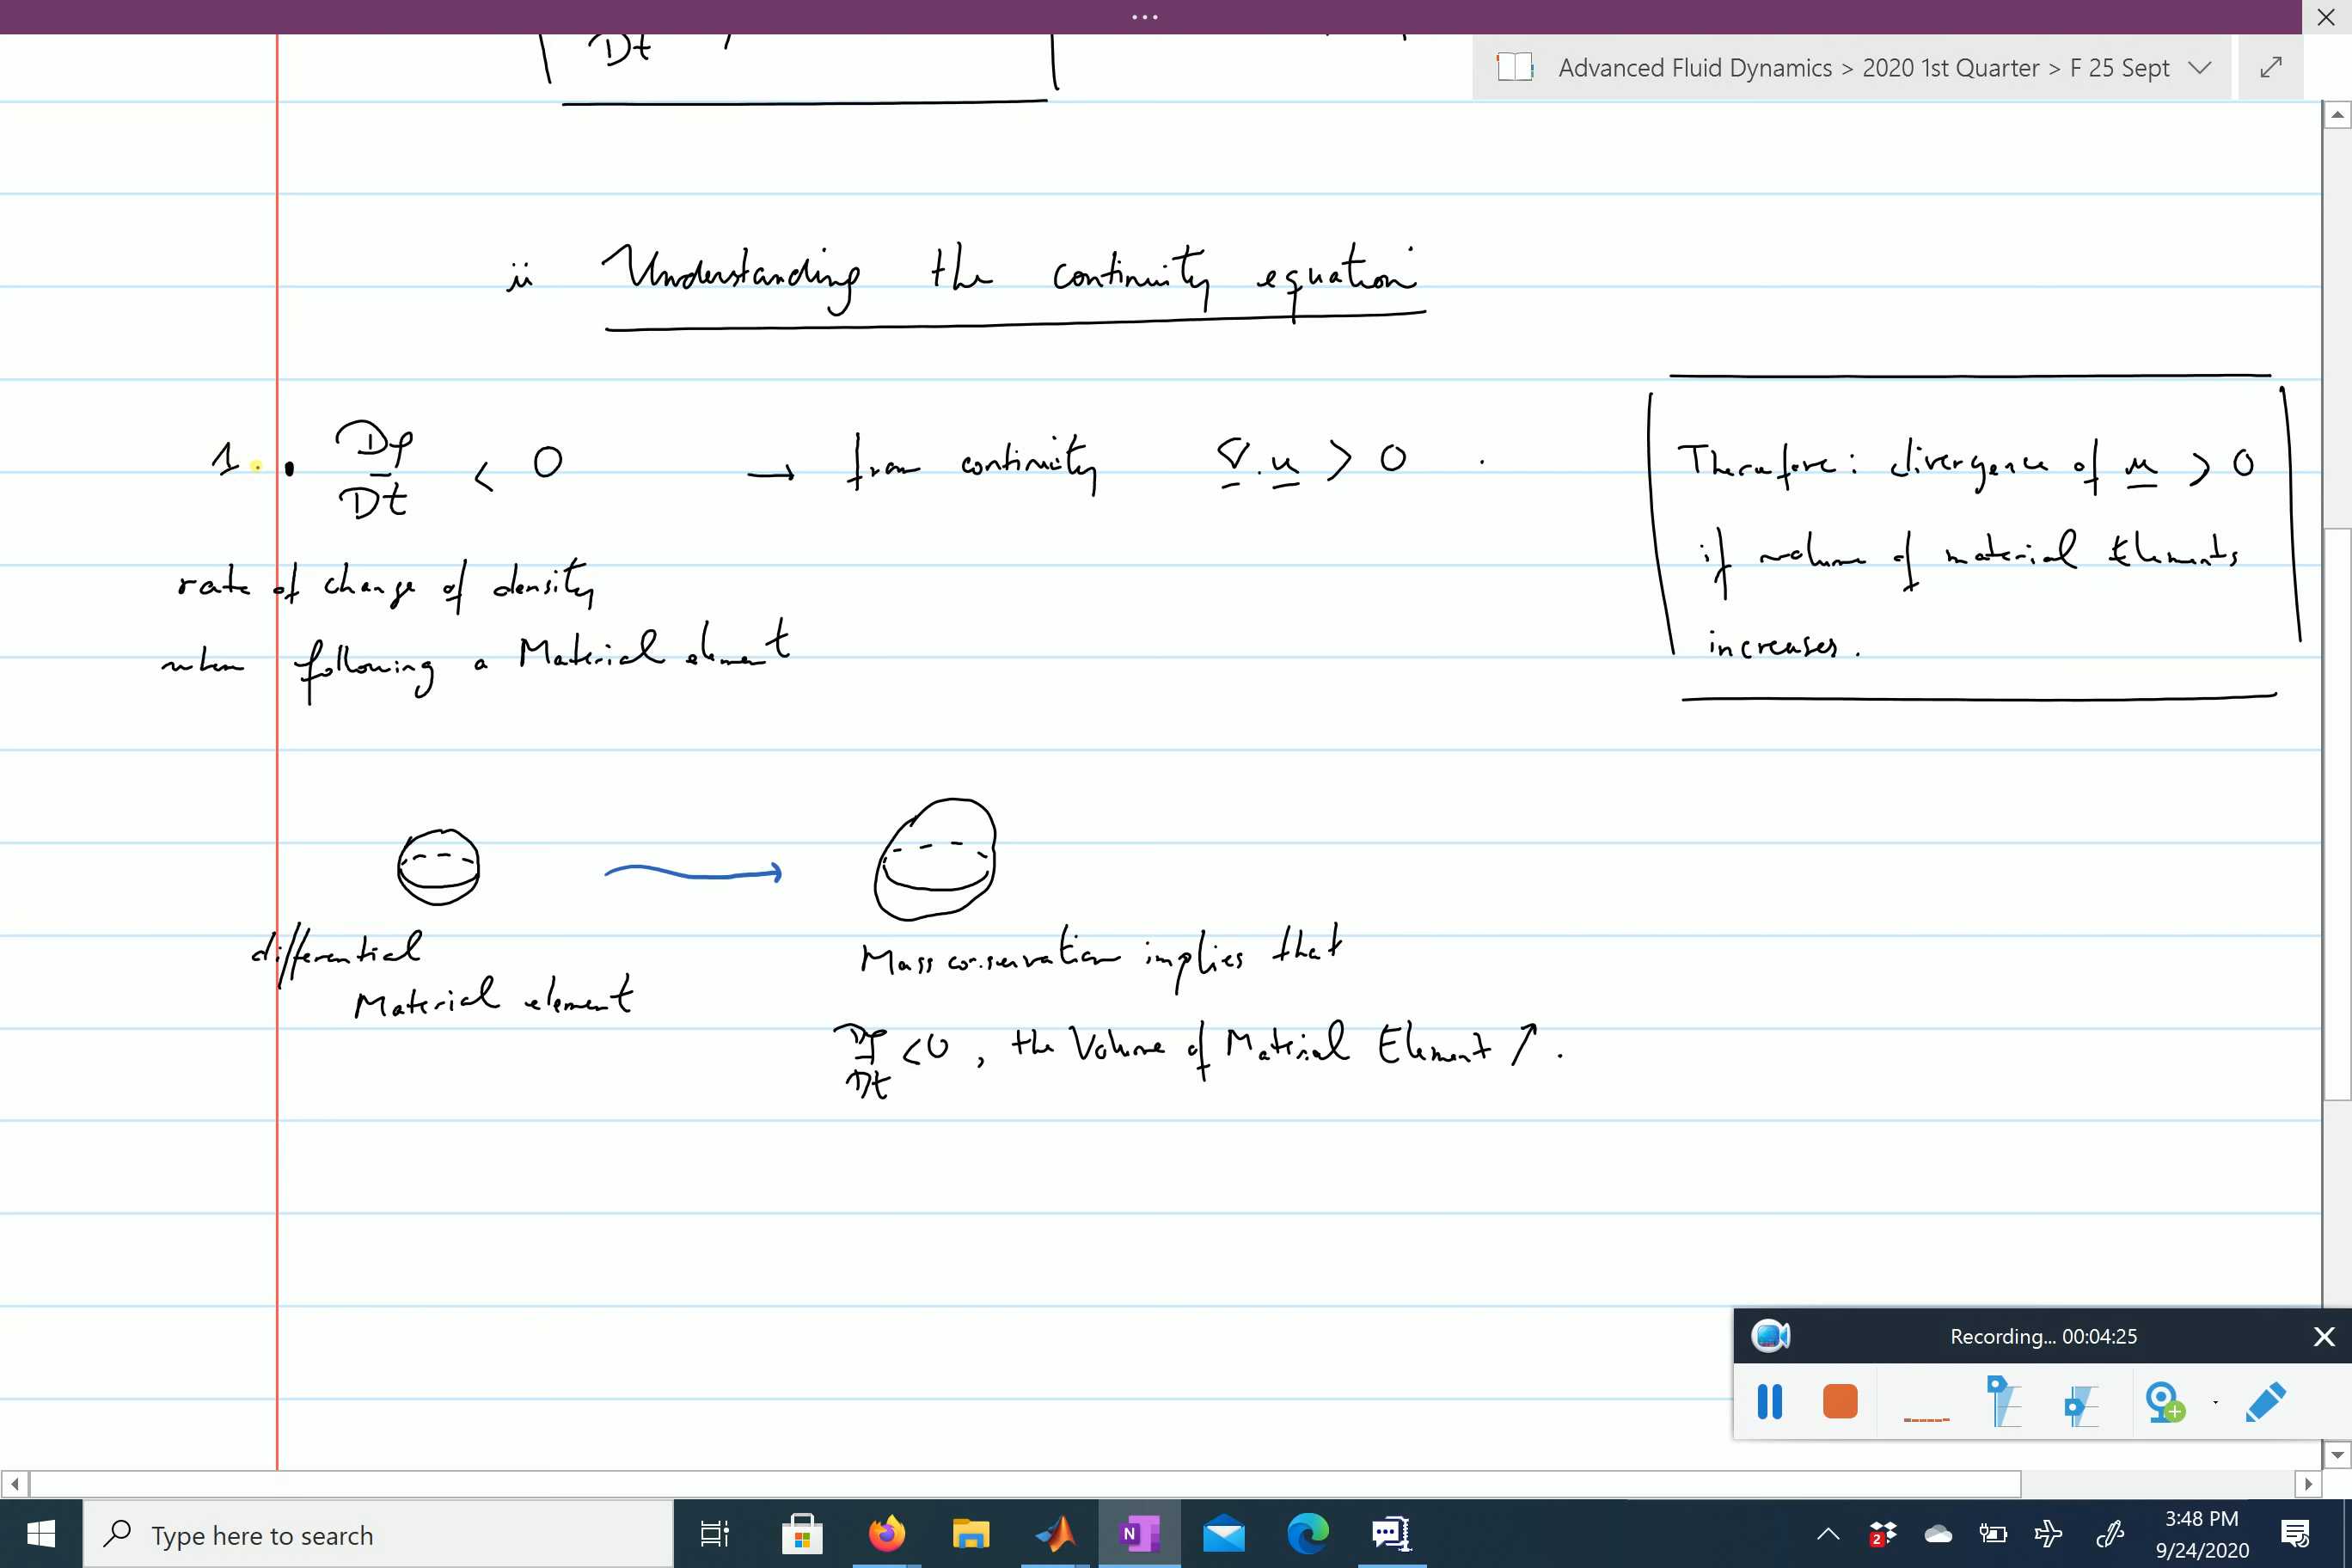 ...
Dt
Advanced Fluid Dynamics > 2020 1st Quarter > F 25 Sept
ii Understanding the continuity equation
1. • Dρ/Dt < 0 → from continuity ∇.u > 0 .
rate of change of density
when following a Material element
Therefore: divergence of u > 0
if volume of material Elements
increases.
differential
Material element
Mass conservation implies that
Dρ/Dt <0, the Volume of Material Element ↗.
Recording... 00:04:25
Type here to search
N
2
3:48 PM
9/24/2020